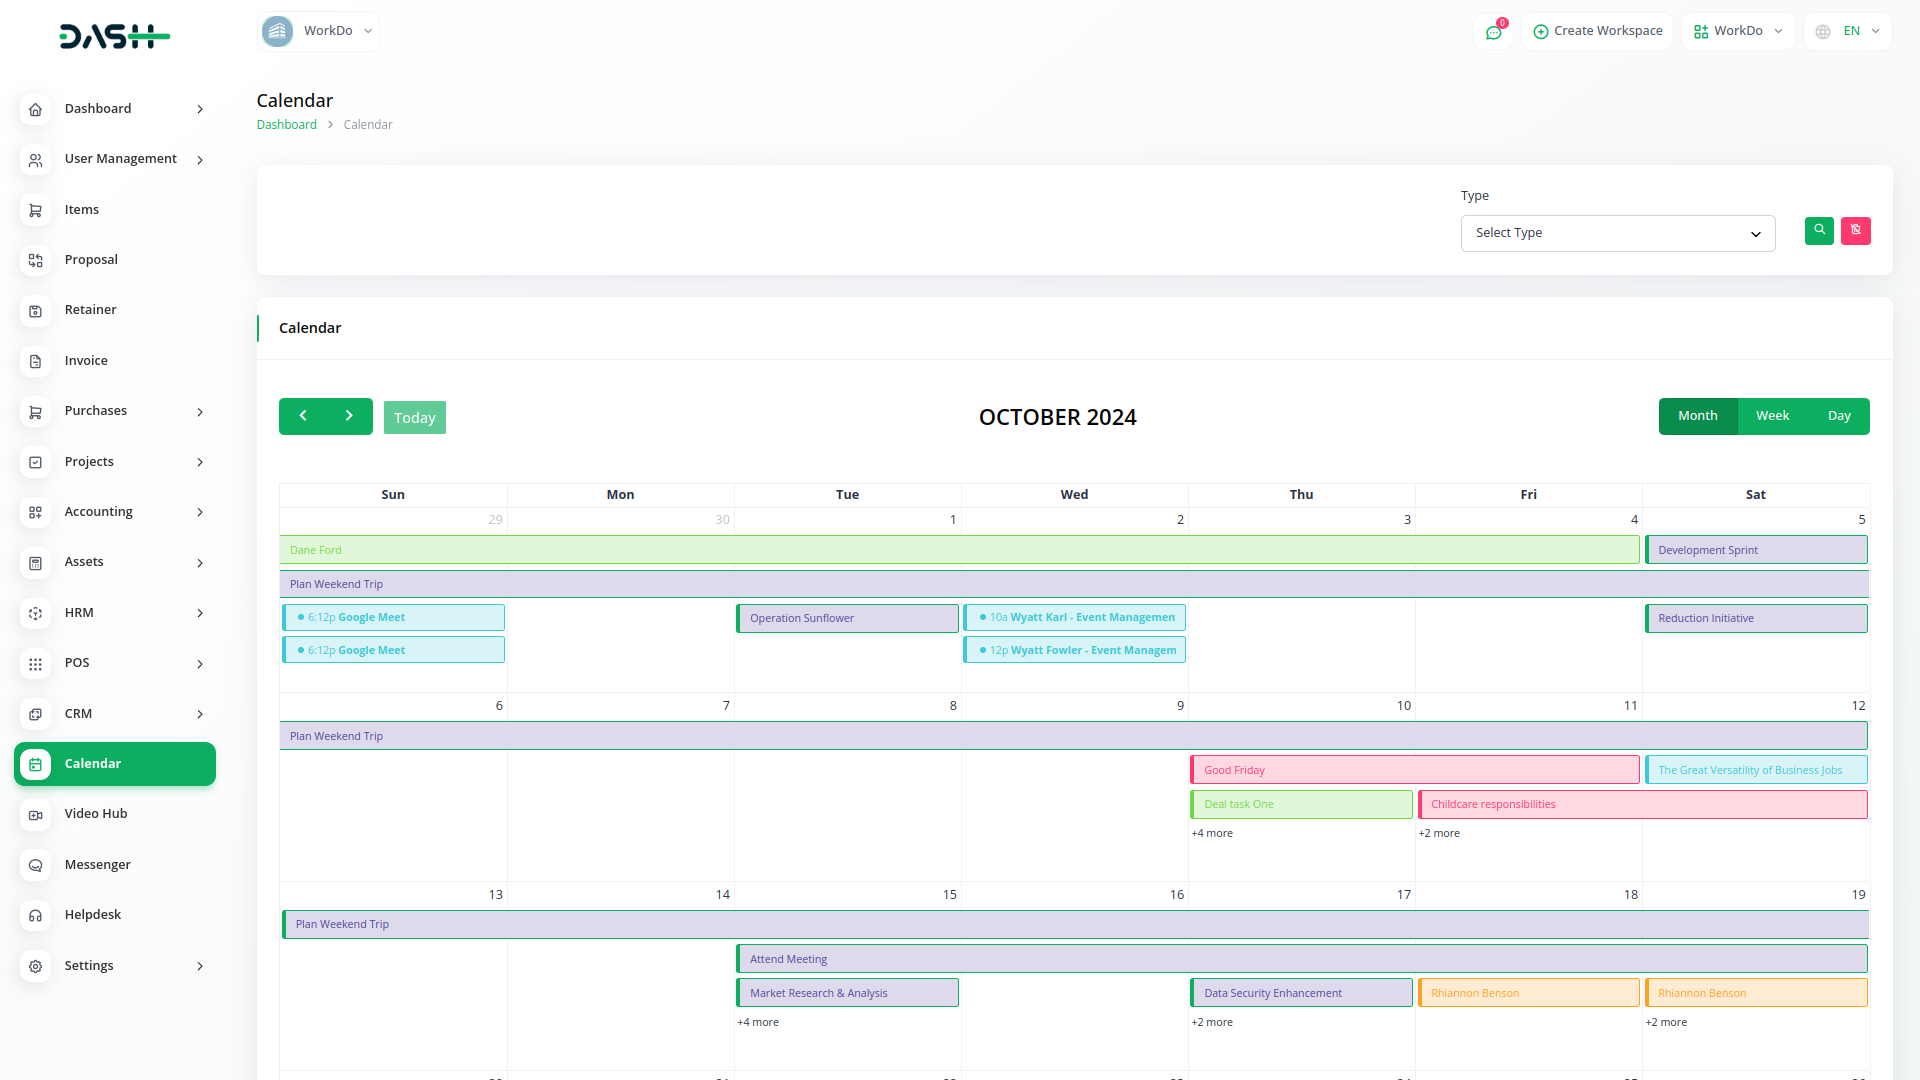 DASH
WorkDo
0
Create Workspace
WorkDo
EN
Dashboard
User Management
Items
Proposal
Retainer
Invoice
Purchases
Projects
Accounting
Assets
HRM
POS
CRM
Calendar
Video Hub
Messenger
Helpdesk
Settings
Calendar
Dashboard > Calendar
Type
Select Type
Calendar
Today
OCTOBER 2024
Month Week Day
Sun Mon Tue Wed Thu Fri Sat
29 30 1 2 3 4 5
Dane Ford Development Sprint
Plan Weekend Trip
6:12p Google Meet Operation Sunflower 10a Wyatt Karl - Event Managemen Reduction Initiative
6:12p Google Meet 12p Wyatt Fowler - Event Managem
6 7 8 9 10 11 12
Plan Weekend Trip
Good Friday The Great Versatility of Business Jobs
Deal task One Childcare responsibilities
+4 more +2 more
13 14 15 16 17 18 19
Plan Weekend Trip
Attend Meeting
Market Research & Analysis Data Security Enhancement Rhiannon Benson Rhiannon Benson
+4 more +2 more +2 more